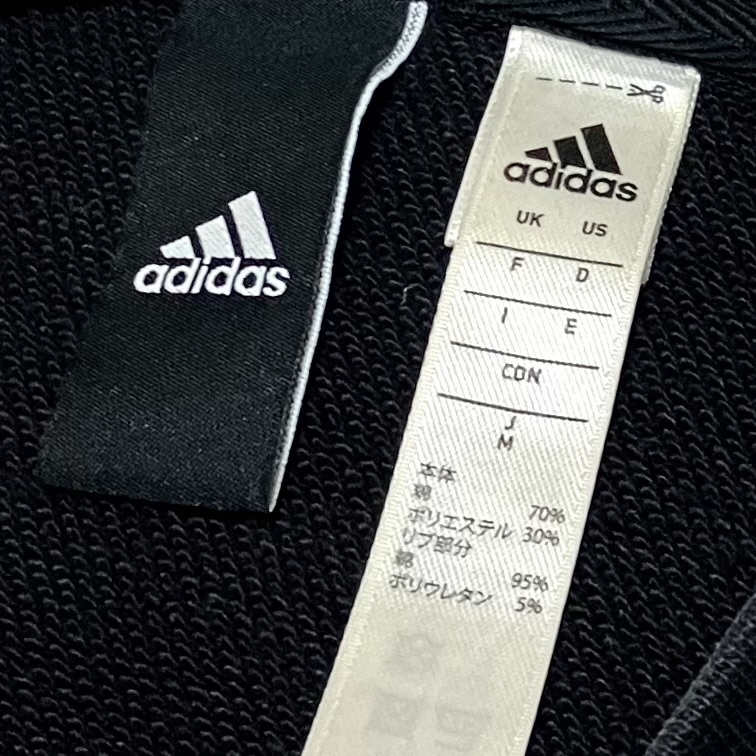 adidas
adidas
UK US
F D
I E
CDN
J
M
本体
綿 70%
ポリエステル 30%
リブ部分
綿 95%
ポリウレタン 5%